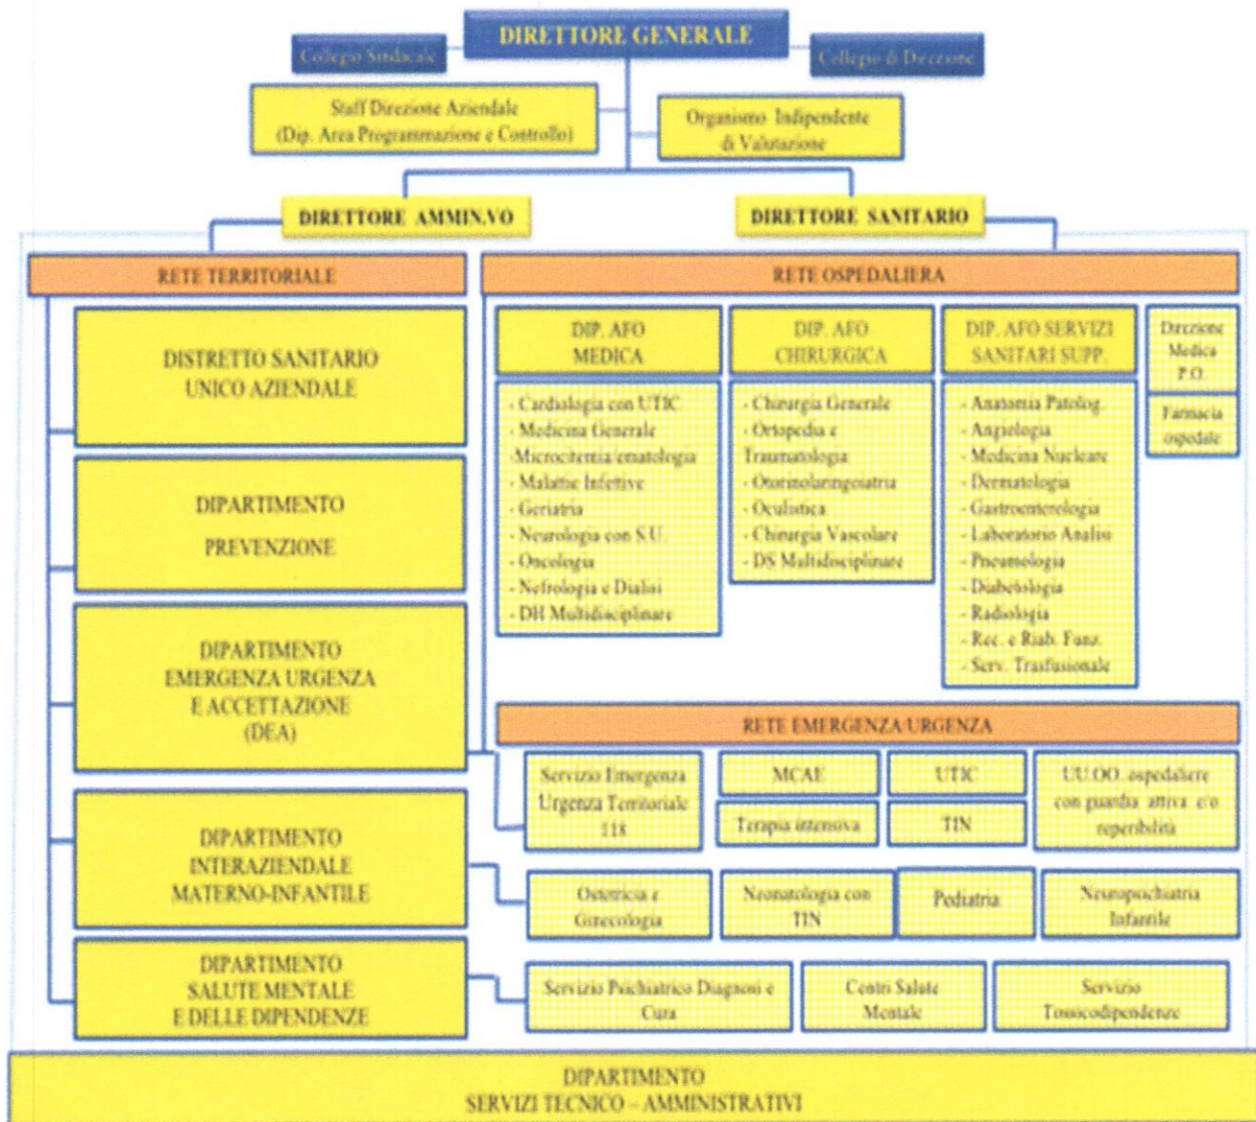 DIRETTORE GENERALE
Collegio Sindacale
Collegio di Direzione
Staff Direzione Aziendale
(Dip. Area Programmazione e Controllo)
Organismo Indipendente
di Valutazione
DIRETTORE AMMIN.VO
DIRETTORE SANITARIO
RETE TERRITORIALE
DISTRETTO SANITARIO
UNICO AZIENDALE
DIPARTIMENTO
PREVENZIONE
DIPARTIMENTO
EMERGENZA URGENZA
E ACCETTAZIONE
(DEA)
DIPARTIMENTO
INTERAZIENDALE
MATERNO-INFANTILE
DIPARTIMENTO
SALUTE MENTALE
E DELLE DIPENDENZE
RETE OSPEDALIERA
DIP. AFO
MEDICA
- Cardiologia con UTIC
- Medicina Generale
-Microcitemia/ematologia
- Malattie Infettive
- Geriatria
- Neurologia con S.U.
- Oncologia
- Nefrologia e Dialisi
- DH Multidisciplinare
DIP. AFO
CHIRURGICA
- Chirurgia Generale
- Ortopedia e
Traumatologia
- Otorinolaringoiatria
- Oculistica
- Chirurgia Vascolare
- DS Multidisciplinare
DIP. AFO SERVIZI
SANITARI SUPP.
- Anatomia Patolog.
- Angiologia
- Medicina Nucleare
- Dermatologia
- Gastroenterologia
- Laboratorio Analisi
- Pneumologia
- Diabetologia
- Radiologia
- Rec. e Riab. Funz.
- Serv. Trasfusionale
Direzione
Medica
P.O.
Farmacia
ospedale
RETE EMERGENZA/URGENZA
Servizio Emergenza
Urgenza Territoriale
118
MCAE
Terapia intensiva
UTIC
TIN
UU.OO. ospedaliere
con guardia attiva e/o
reperibilità
Ostetricia e
Ginecologia
Neonatologia con
TIN
Pediatria
Neuropsichiatria
Infantile
Servizio Psichiatrico Diagnosi e
Cura
Centri Salute
Mentale
Servizio
Tossicodipendenze
DIPARTIMENTO
SERVIZI TECNICO – AMMINISTRATIVI